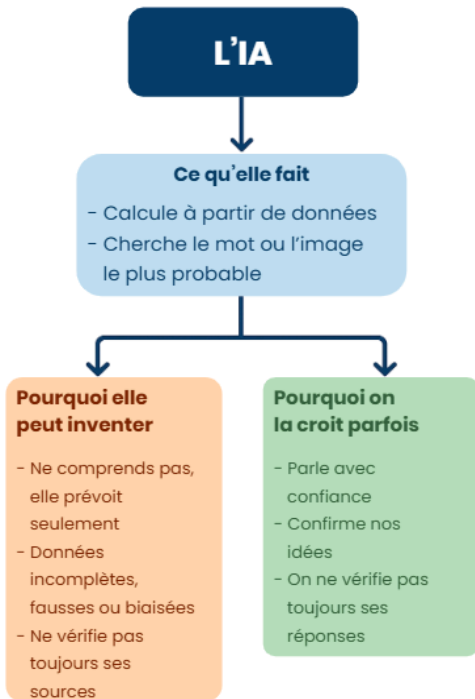 L'IA
Ce qu'elle fait
- Calcule à partir de données
- Cherche le mot ou l'image
le plus probable
Pourquoi elle
peut inventer
- Ne comprends pas,
elle prévoit
seulement
- Données
incomplètes,
fausses ou biaisées
- Ne vérifie pas
toujours ses
sources
Pourquoi on
la croit parfois
- Parle avec
confiance
- Confirme nos
idées
- On ne vérifie pas
toujours ses
réponses